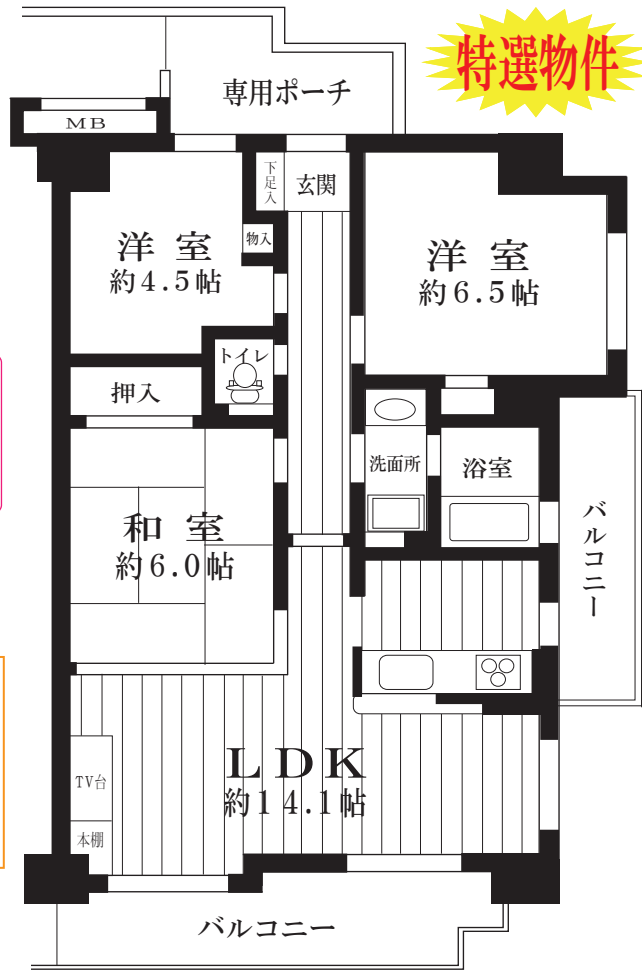 特選物件
専用ポーチ
MB
下足入
玄関
洋室
約4.5帖
物入
洋室
約6.5帖
トイレ
押入
洗面所
浴室
バルコニー
和室
約6.0帖
LDK
約14.1帖
TV台
本棚
バルコニー